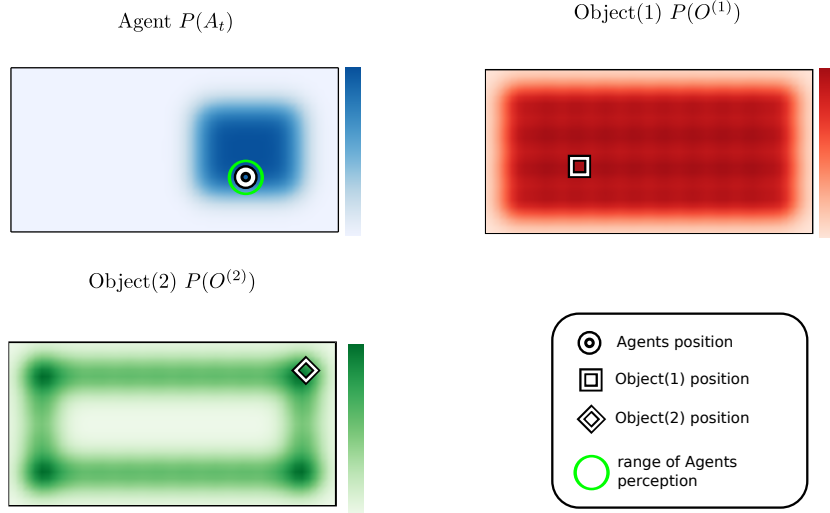 Agent P(A_t)
Object(1) P(O^{(1)})
Object(2) P(O^{(2)})
Agents position
Object(1) position
Object(2) position
range of Agents
perception